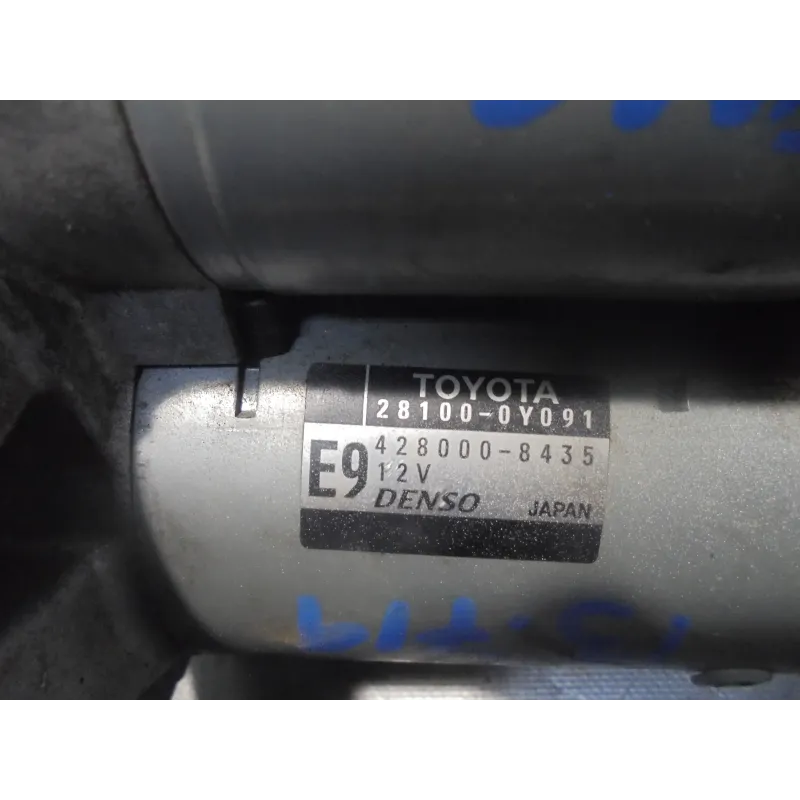 TOYOTA
28100-0Y091
E9
428000-8435
12V
DENSO JAPAN